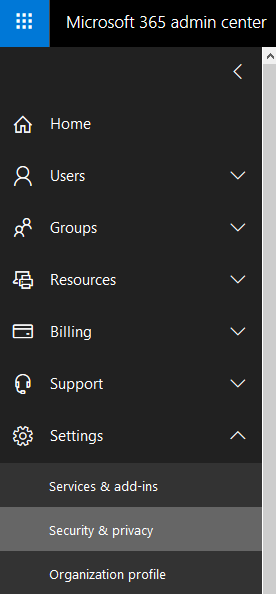 Microsoft 365 admin center
Home
Users
Groups
Resources
Billing
Support
Settings
Services & add-ins
Security & privacy
Organization profile